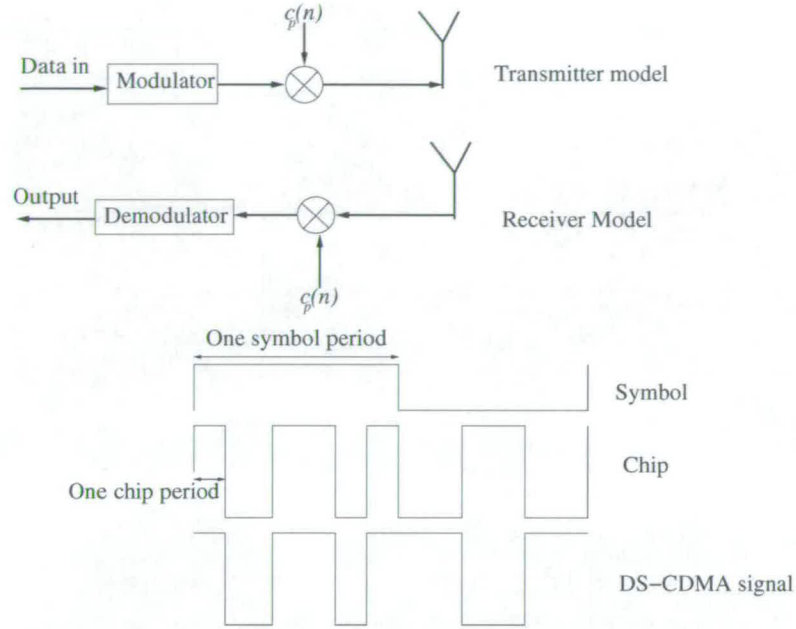 c_p(n)
Data in
Modulator
Transmitter model
Output
Demodulator
Receiver Model
c_p(n)
One symbol period
Symbol
Chip
One chip period
DS−CDMA signal